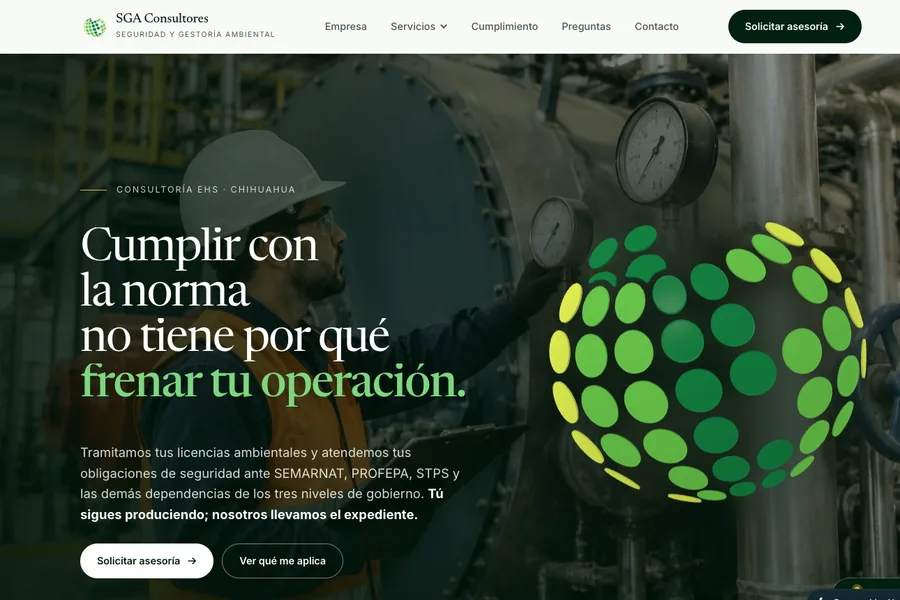 SGA Consultores
SEGURIDAD Y GESTORÍA AMBIENTAL
Empresa
Servicios
Cumplimiento
Preguntas
Contacto
Solicitar asesoría
CONSULTORÍA EHS · CHIHUAHUA
Cumplir con
la norma
no tiene por qué
frenar tu operación.
Tramitamos tus licencias ambientales y atendemos tus
obligaciones de seguridad ante SEMARNAT, PROFEPA, STPS y
las demás dependencias de los tres niveles de gobierno. Tú
sigues produciendo; nosotros llevamos el expediente.
Solicitar asesoría
Ver qué me aplica